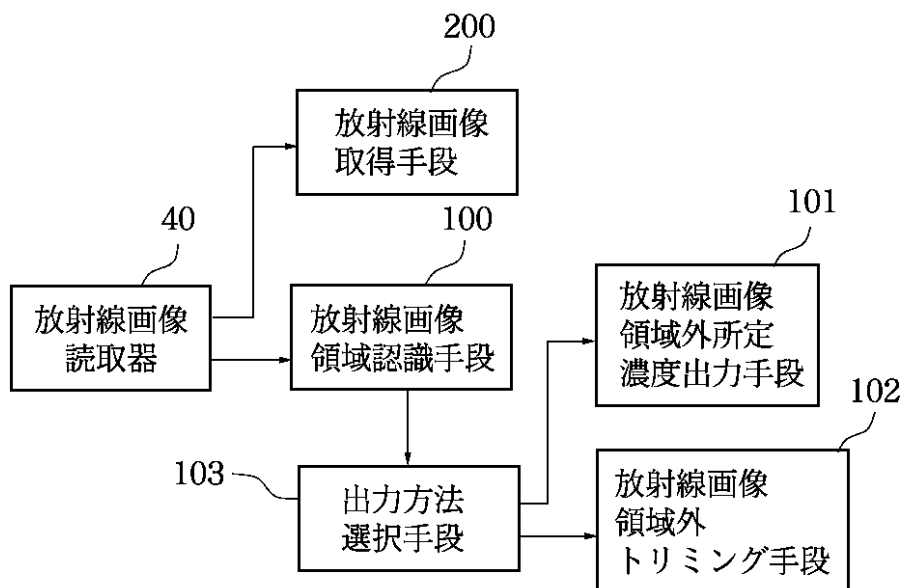 200
放射線画像
取得手段
40
放射線画像
読取器
100
放射線画像
領域認識手段
101
放射線画像
領域外所定
濃度出力手段
103
出力方法
選択手段
102
放射線画像
領域外
トリミング手段